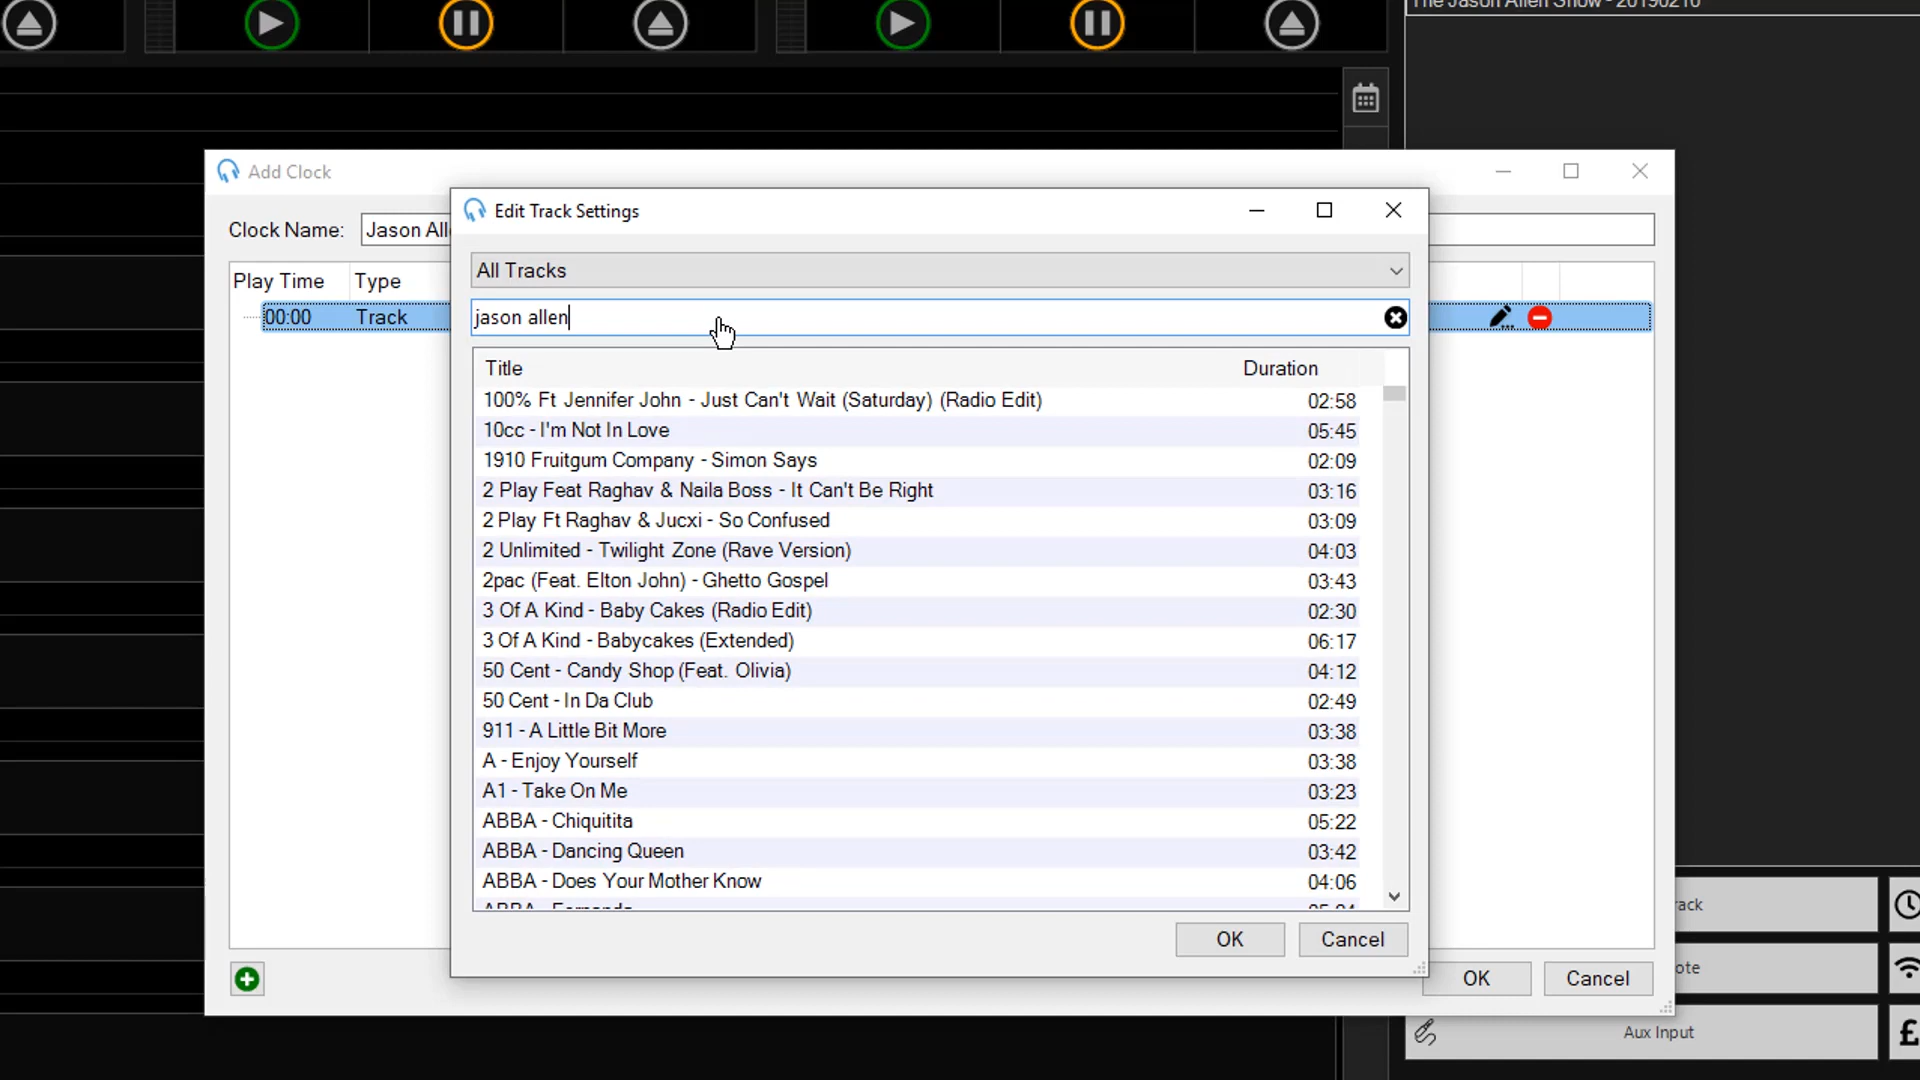 The Jason Allen Show - 20190210
Add Clock
Clock Name: Jason All
Play Time Type
00:00 Track
Edit Track Settings
All Tracks
jason allen
Title Duration
100% Ft Jennifer John - Just Can't Wait (Saturday) (Radio Edit) 02:58
10cc - I'm Not In Love 05:45
1910 Fruitgum Company - Simon Says 02:09
2 Play Feat Raghav & Naila Boss - It Can't Be Right 03:16
2 Play Ft Raghav & Jucxi - So Confused 03:09
2 Unlimited - Twilight Zone (Rave Version) 04:03
2pac (Feat. Elton John) - Ghetto Gospel 03:43
3 Of A Kind - Baby Cakes (Radio Edit) 02:30
3 Of A Kind - Babycakes (Extended) 06:17
50 Cent - Candy Shop (Feat. Olivia) 04:12
50 Cent - In Da Club 02:49
911 - A Little Bit More 03:38
A - Enjoy Yourself 03:38
A1 - Take On Me 03:23
ABBA - Chiquitita 05:22
ABBA - Dancing Queen 03:42
ABBA - Does Your Mother Know 04:06
ABBA - Fernando
OK Cancel
OK Cancel
rack
ote
Aux Input
£